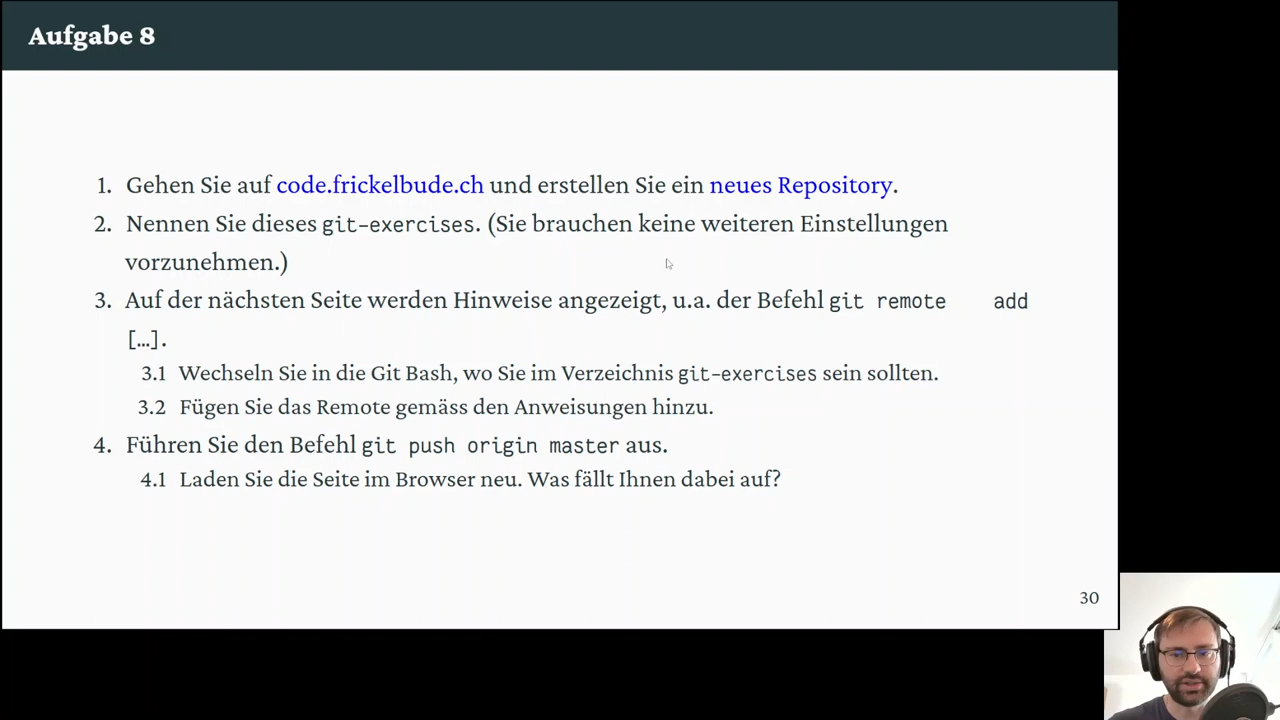 Aufgabe 8
1. Gehen Sie auf code.frickelbude.ch und erstellen Sie ein neues Repository.
2. Nennen Sie dieses git-exercises. (Sie brauchen keine weiteren Einstellungen
vorzunehmen.)
3. Auf der nächsten Seite werden Hinweise angezeigt, u.a. der Befehl git remote add
[…].
3.1 Wechseln Sie in die Git Bash, wo Sie im Verzeichnis git-exercises sein sollten.
3.2 Fügen Sie das Remote gemäss den Anweisungen hinzu.
4. Führen Sie den Befehl git push origin master aus.
4.1 Laden Sie die Seite im Browser neu. Was fällt Ihnen dabei auf?
30